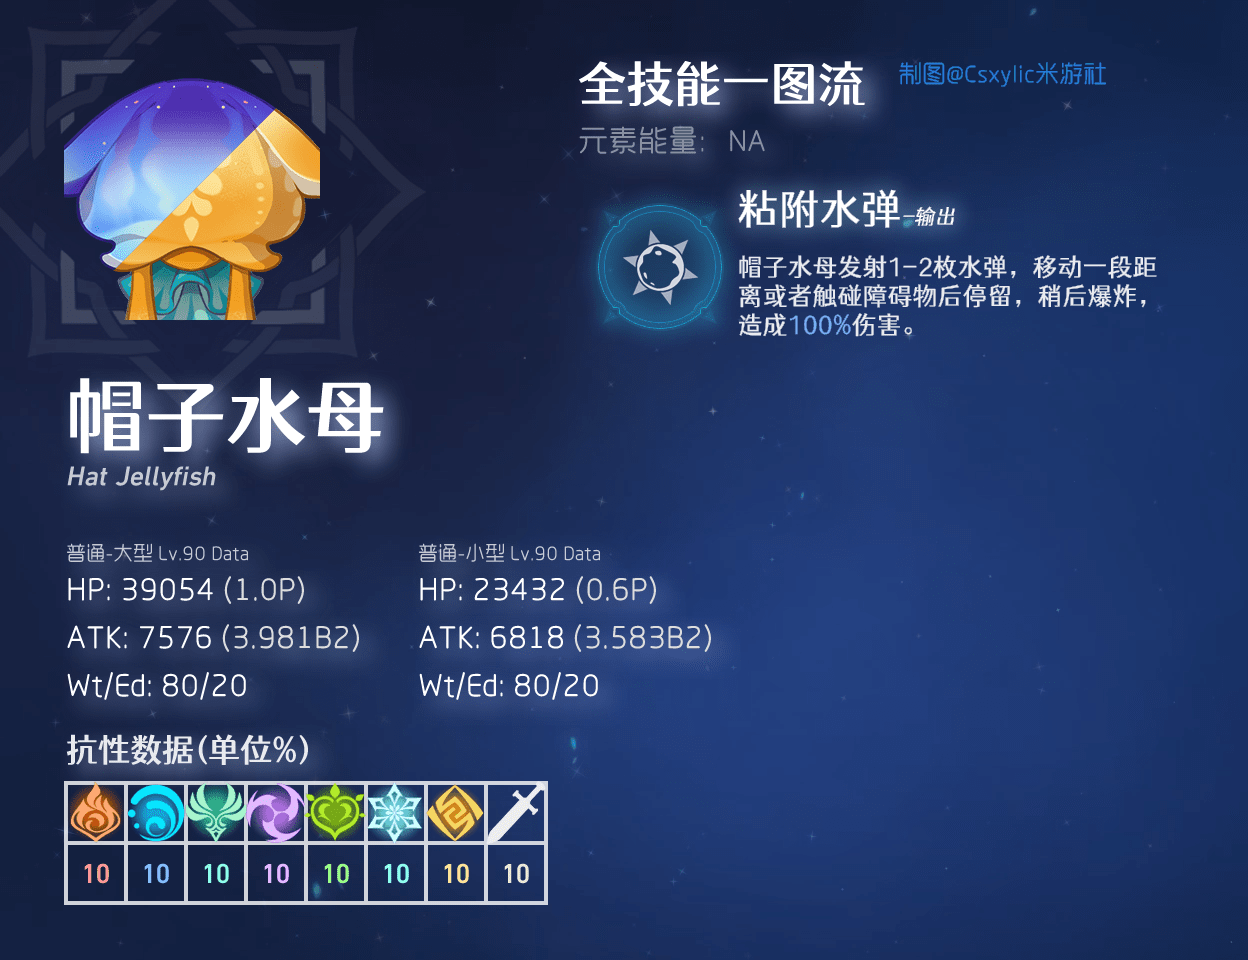 全技能一图流
制图@Csxylic米游社
元素能量: NA
粘附水弹-输出
帽子水母发射1-2枚水弹，移动一段距
离或者触碰障碍物后停留，稍后爆炸，
造成100%伤害。
帽子水母
Hat Jellyfish
普通-大型 Lv.90 Data
HP: 39054 (1.0P)
ATK: 7576 (3.981B2)
Wt/Ed: 80/20
普通-小型 Lv.90 Data
HP: 23432 (0.6P)
ATK: 6818 (3.583B2)
Wt/Ed: 80/20
抗性数据(单位%)
10 10 10 10 10 10 10 10